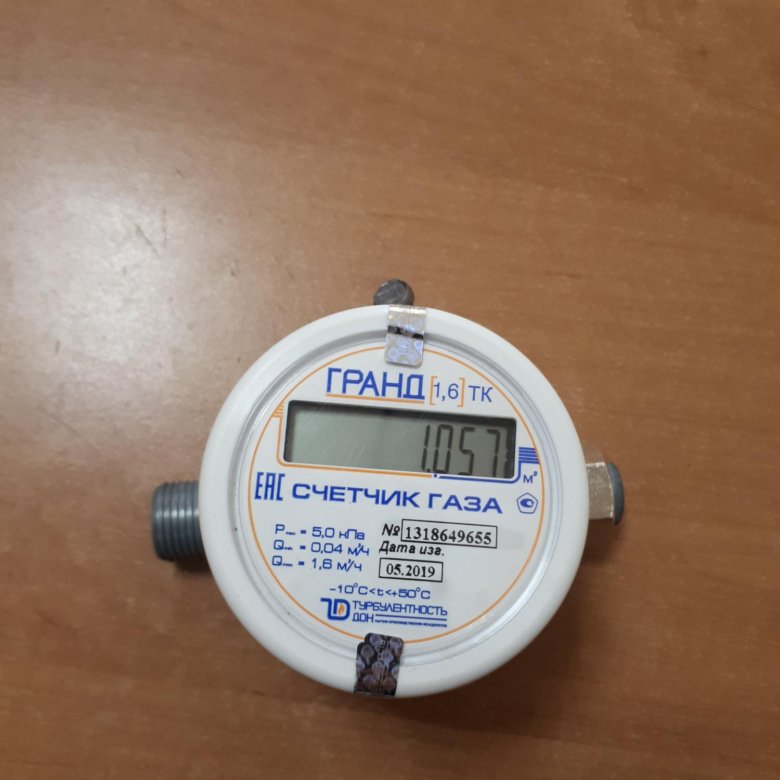 ГРАНД [1,6] ТК
1.057
м³
ЕАС СЧЕТЧИК ГАЗА
Pmax = 5,0 кПа
Qmin = 0,04 м³/ч
Qmax = 1,6 м³/ч
№ 1318649655
Дата изг.
05.2019
-10°C<t<+50°C
ТУРБУЛЕНТНОСТЬ
ДОН